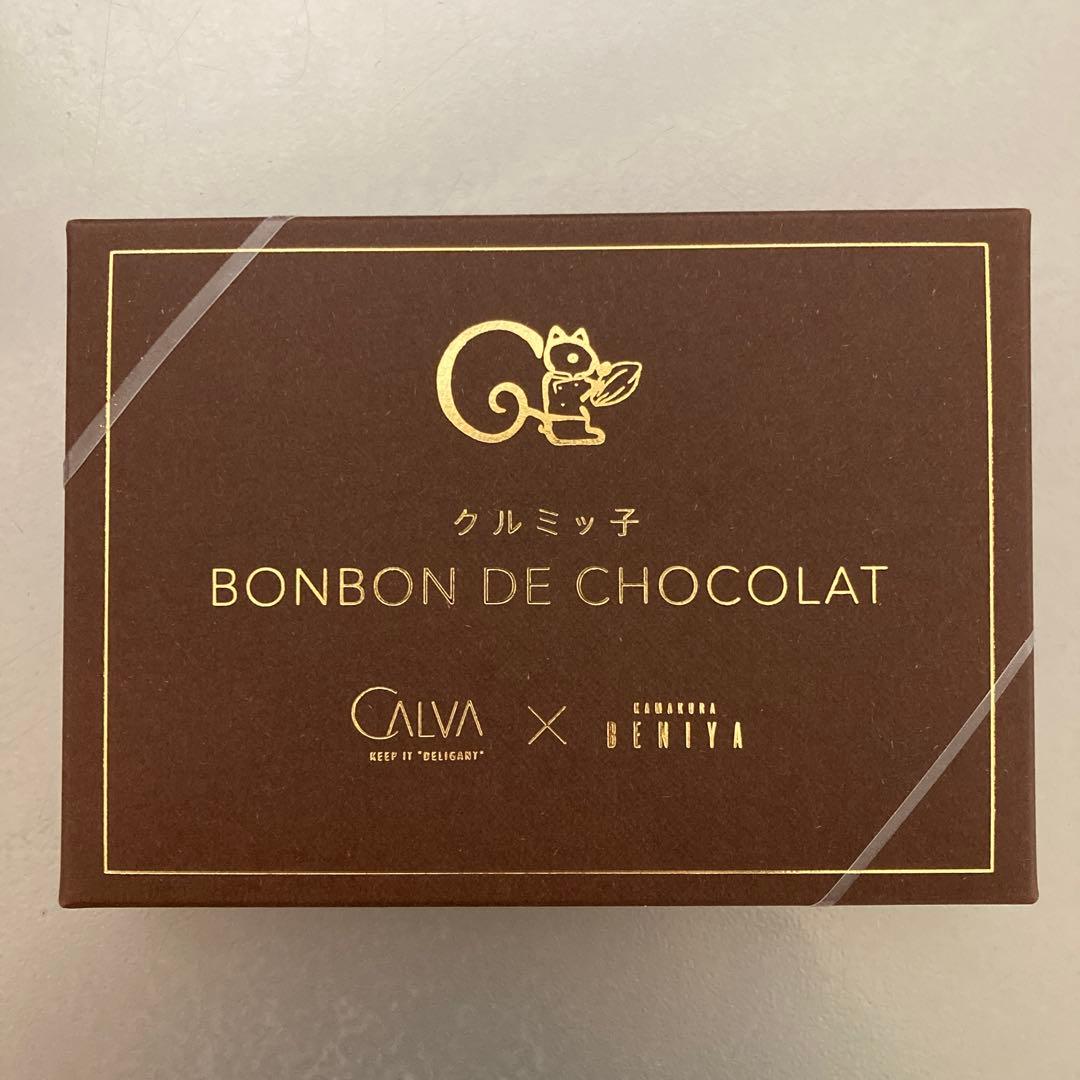 クルミッ子
BONBON DE CHOCOLAT
CALVA × KAMAKURA BENIYA
KEEP IT "DELIGANT"